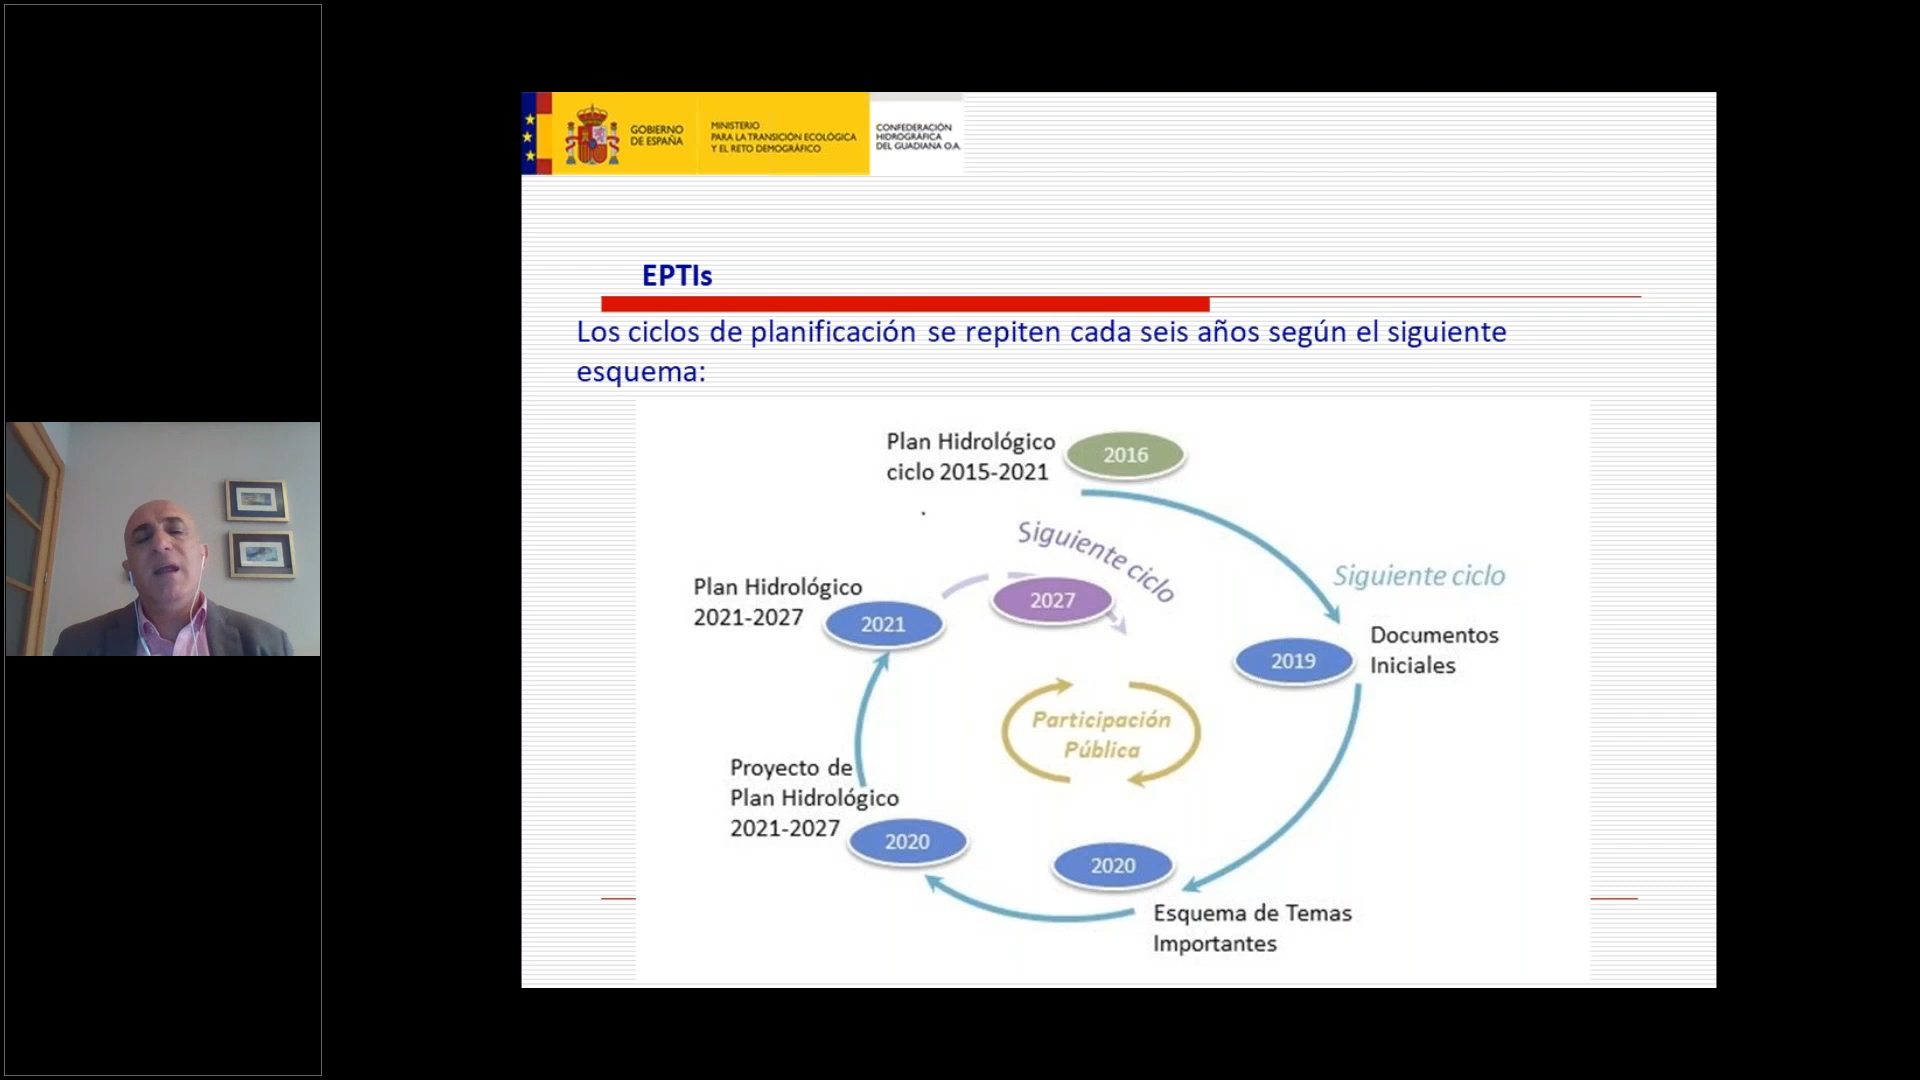 GOBIERNO
DE ESPAÑA
MINISTERIO
PARA LA TRANSICIÓN ECOLÓGICA
Y EL RETO DEMOGRÁFICO
CONFEDERACIÓN
HIDROGRÁFICA
DEL GUADIANA O.A.
EPTIs
Los ciclos de planificación se repiten cada seis años según el siguiente
esquema:
Plan Hidrológico
ciclo 2015-2021
2016
Siguiente ciclo
Siguiente ciclo
Plan Hidrológico
2021-2027
2021
2027
2019
Documentos
Iniciales
Participación
Pública
Proyecto de
Plan Hidrológico
2021-2027
2020
2020
Esquema de Temas
Importantes